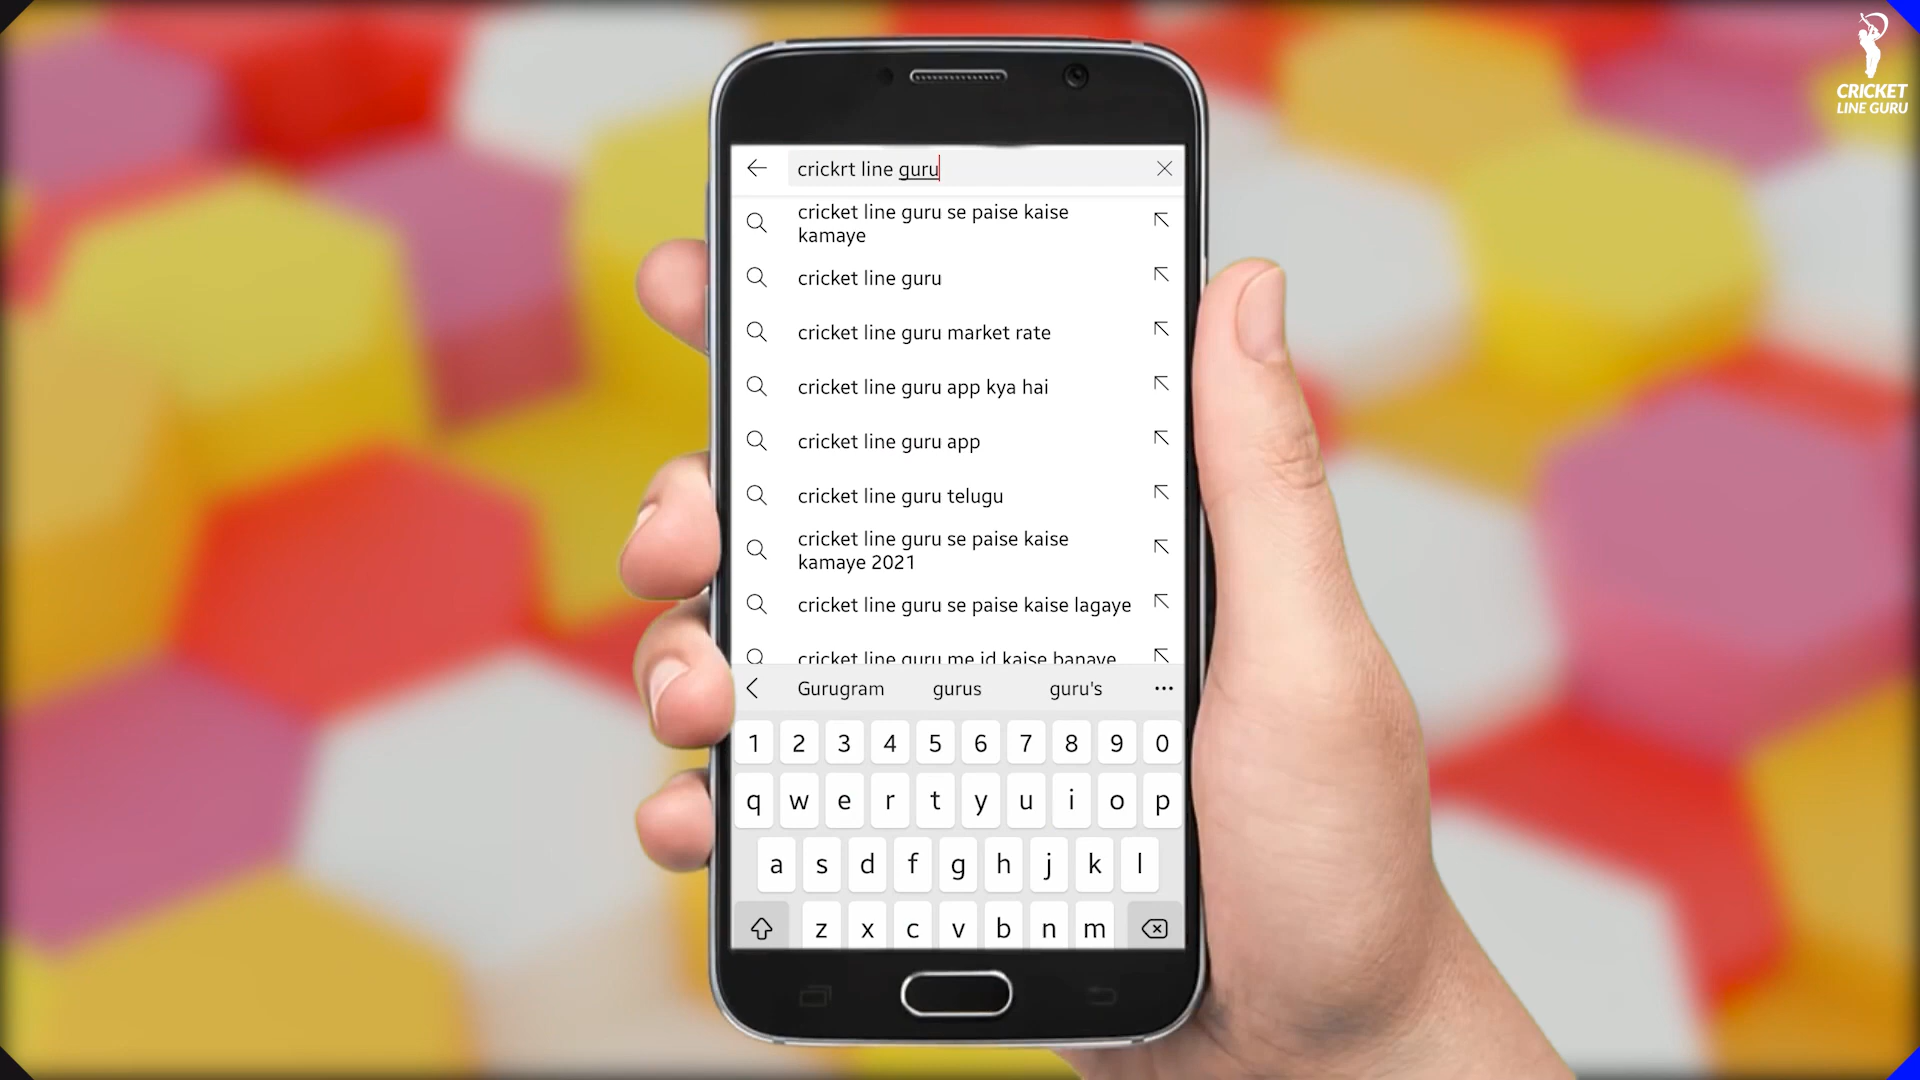 CRICKET
LINE GURU
crickrt line guru
cricket line guru se paise kaise
kamaye
cricket line guru
cricket line guru market rate
cricket line guru app kya hai
cricket line guru app
cricket line guru telugu
cricket line guru se paise kaise
kamaye 2021
cricket line guru se paise kaise lagaye
cricket line guru me id kaise banaye
Gurugram gurus guru's
1 2 3 4 5 6 7 8 9 0
q w e r t y u i o p
a s d f g h j k l
z x c v b n m